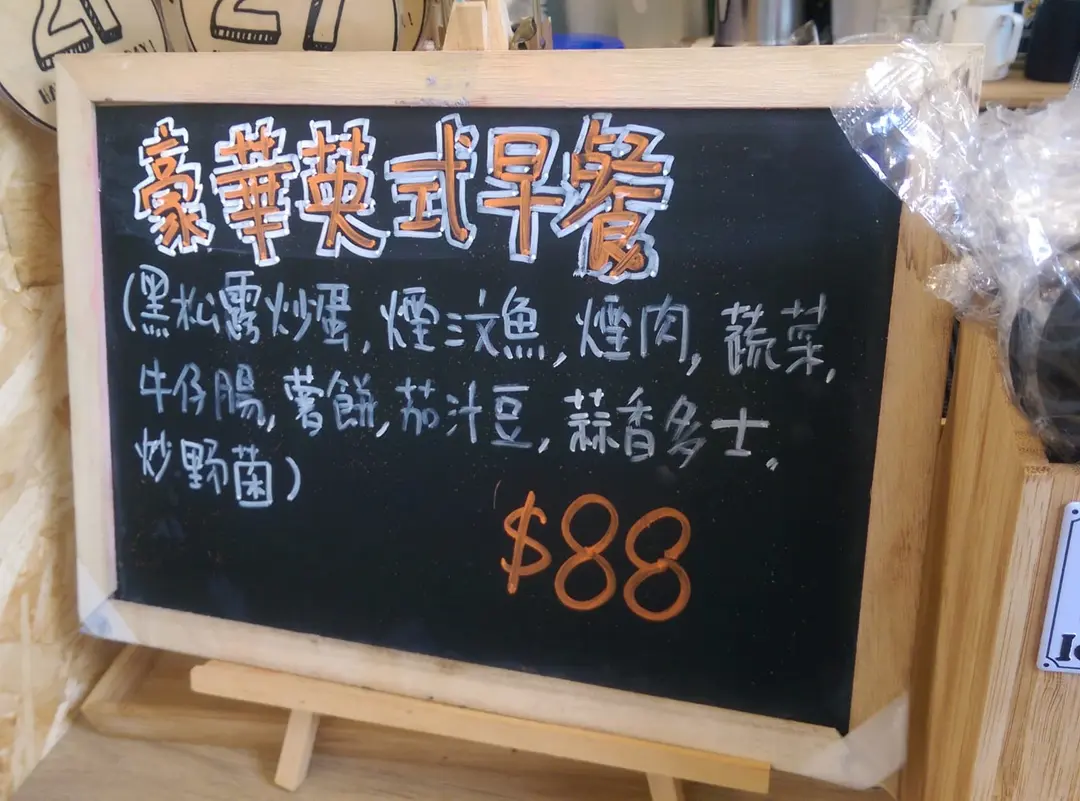 豪華英式早餐
(黑松露炒蛋, 煙三文魚, 煙肉, 蔬菜,
牛仔腸, 薯餅, 茄汁豆, 蒜香多士,
炒野菌)
$88